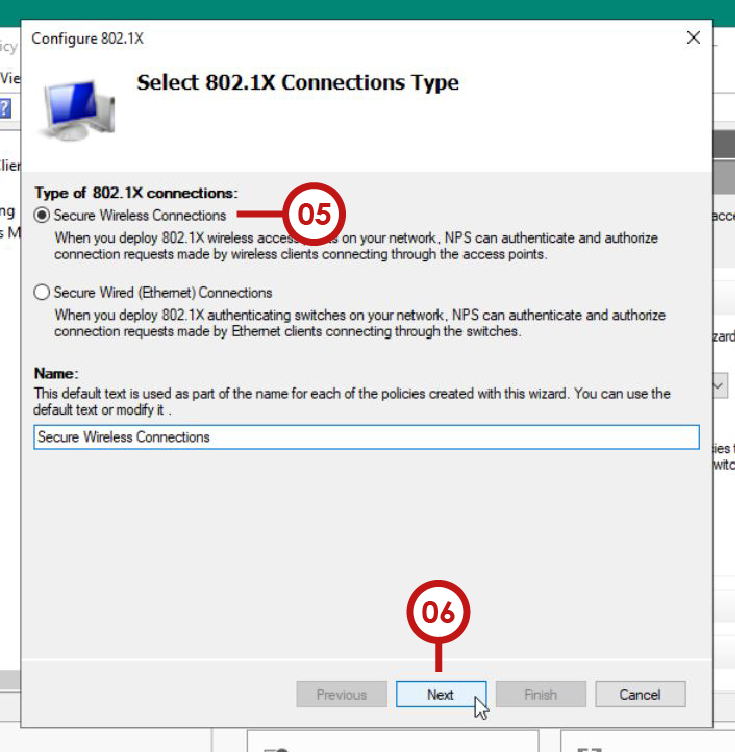 icy
Configure 802.1X
Vie
Select 802.1X Connections Type
?
lier
Type of 802.1X connections:
ng
Secure Wireless Connections
05
acce
s M
When you deploy 802.1X wireless access on your network, NPS can authenticate and authorize
connection requests made by wireless clients connecting through the access points.
Secure Wired (Ethernet) Connections
When you deploy 802.1X authenticating switches on your network, NPS can authenticate and authorize
connection requests made by Ethernet clients connecting through the switches.
zard
Name:
This default text is used as part of the name for each of the policies created with this wizard. You can use the
default text or modify it .
Secure Wireless Connections
ies t
witc
06
Previous Next Finish Cancel